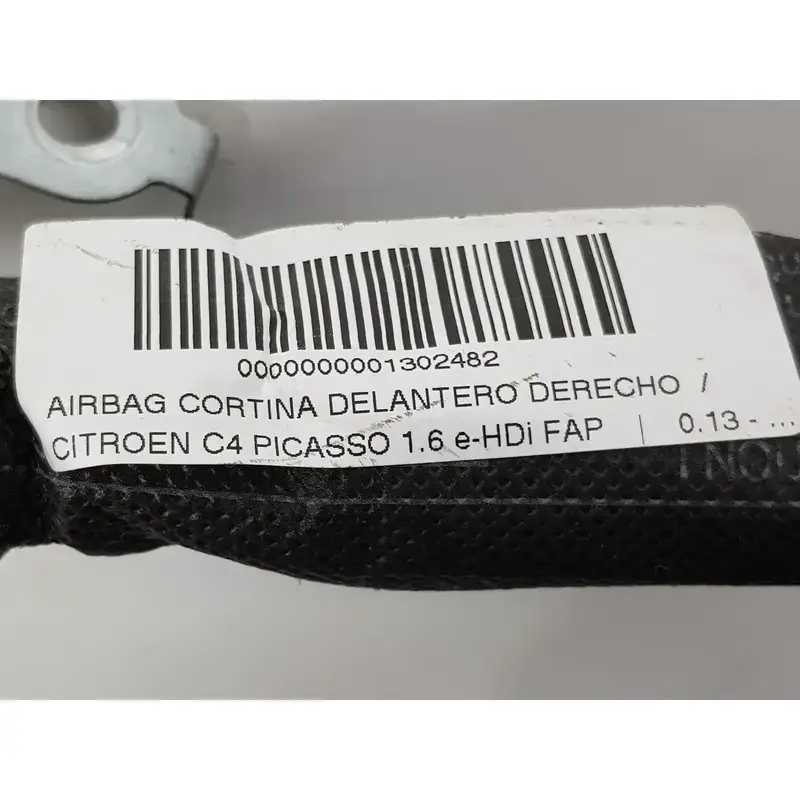 0000000001302482
AIRBAG CORTINA DELANTERO DERECHO /
CITROEN C4 PICASSO 1.6 e-HDi FAP | 0.13 - ...